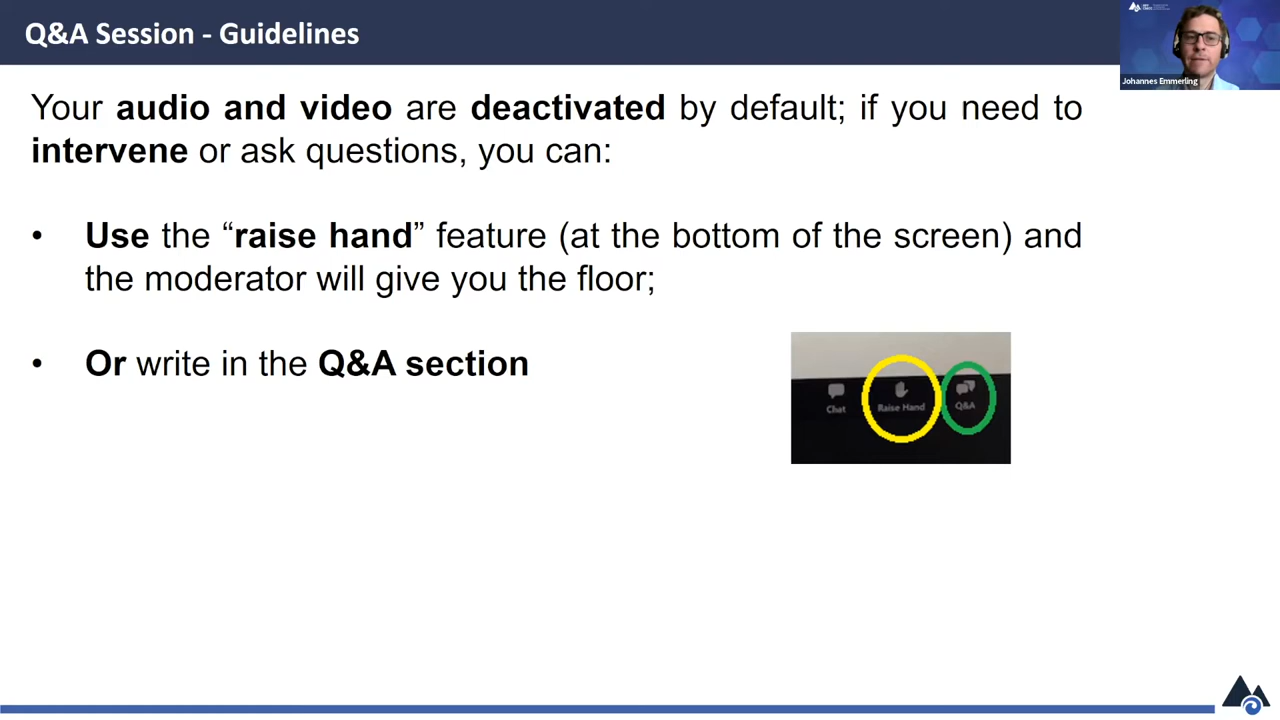 Q&A Session - Guidelines
Johannes Emmerling
Your audio and video are deactivated by default; if you need to
intervene or ask questions, you can:
• Use the “raise hand” feature (at the bottom of the screen) and
the moderator will give you the floor;
• Or write in the Q&A section
Chat Raise Hand Q&A